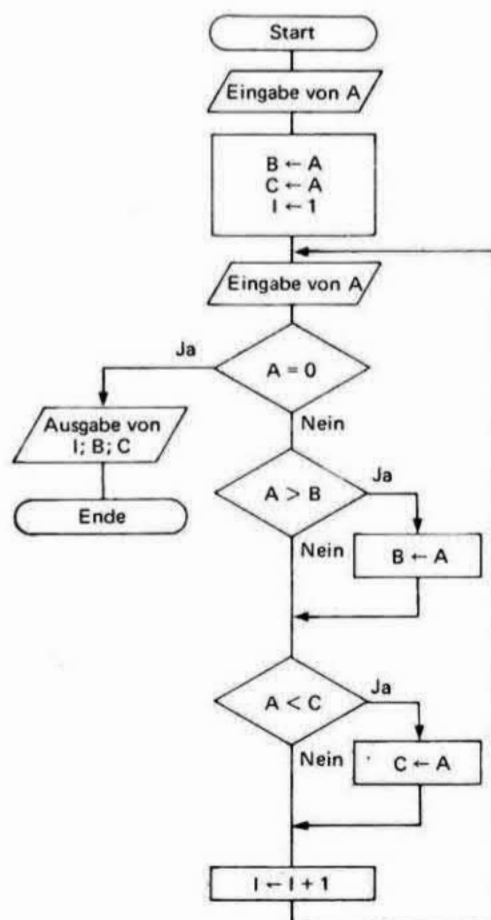 Start
Eingabe von A
B ← A
C ← A
I ← 1
Eingabe von A
Ja
A = 0
Nein
Ausgabe von
I; B; C
Ende
A > B
Ja
Nein
B ← A
A < C
Ja
Nein
C ← A
I ← I + 1